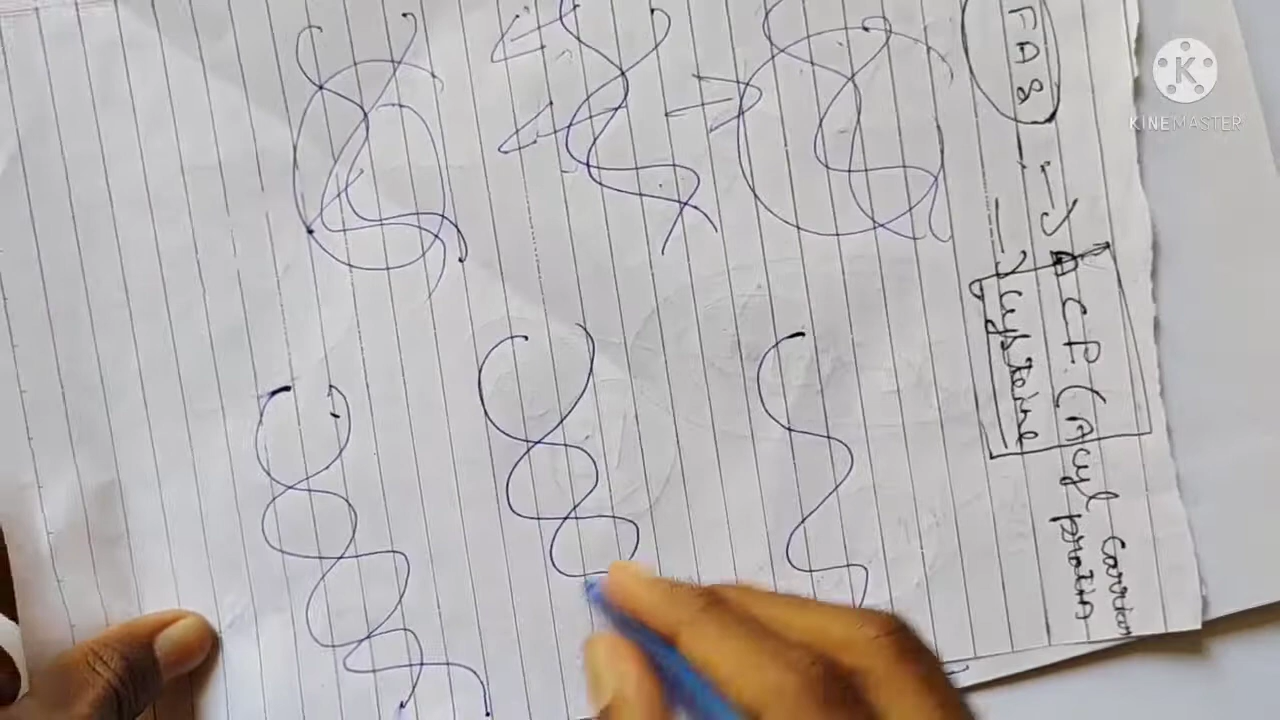 FAS :→ ACP (Acyl carrier
protein
→ Cysteine
K
KINEMASTER